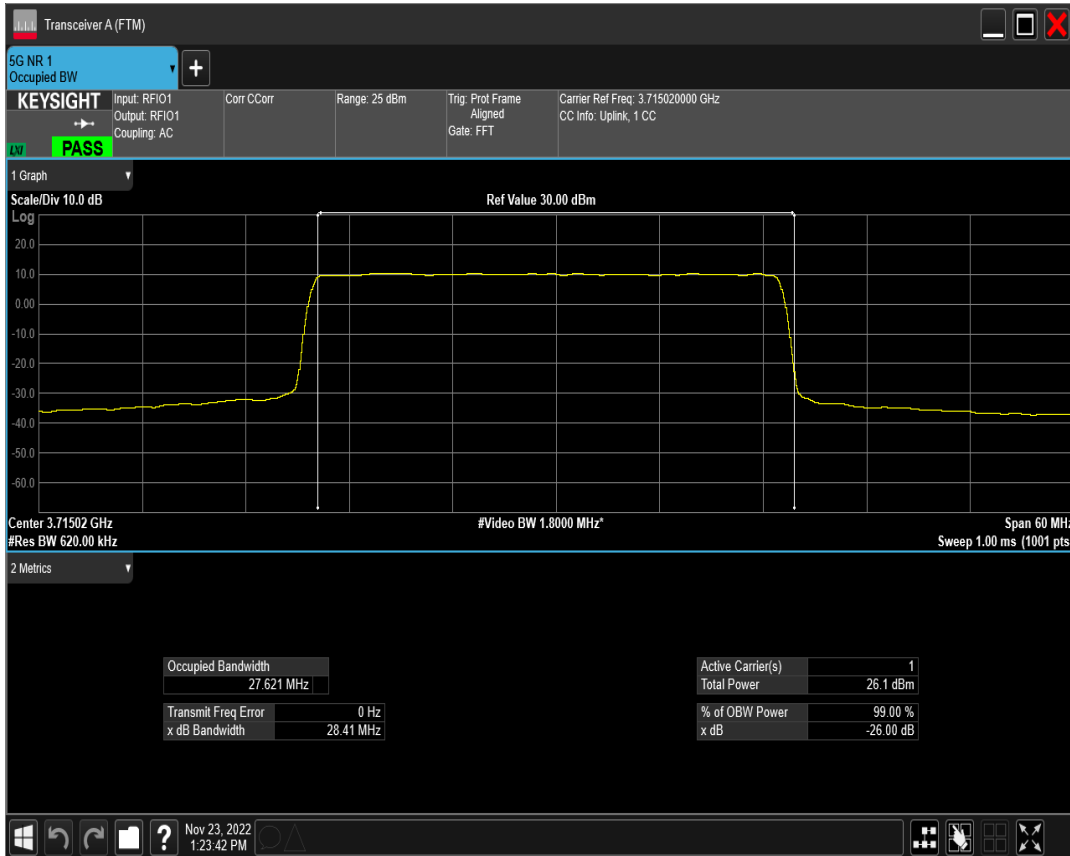 Transceiver A (FTM)
5G NR 1
Occupied BW
+
KEYSIGHT
LXI
PASS
Input: RFIO1
Output: RFIO1
Coupling: AC
Corr CCorr
Range: 25 dBm
Trig: Prot Frame
Aligned
Gate: FFT
Carrier Ref Freq: 3.715020000 GHz
CC Info: Uplink, 1 CC
1 Graph
Scale/Div 10.0 dB
Ref Value 30.00 dBm
Log
20.0
10.0
0.00
-10.0
-20.0
-30.0
-40.0
-50.0
-60.0
Center 3.71502 GHz
#Video BW 1.8000 MHz*
Span 60 MHz
#Res BW 620.00 kHz
Sweep 1.00 ms (1001 pts
2 Metrics
Occupied Bandwidth
27.621 MHz
Transmit Freq Error 0 Hz
x dB Bandwidth 28.41 MHz
Active Carrier(s) 1
Total Power 26.1 dBm
% of OBW Power 99.00 %
x dB -26.00 dB
?
Nov 23, 2022
1:23:42 PM